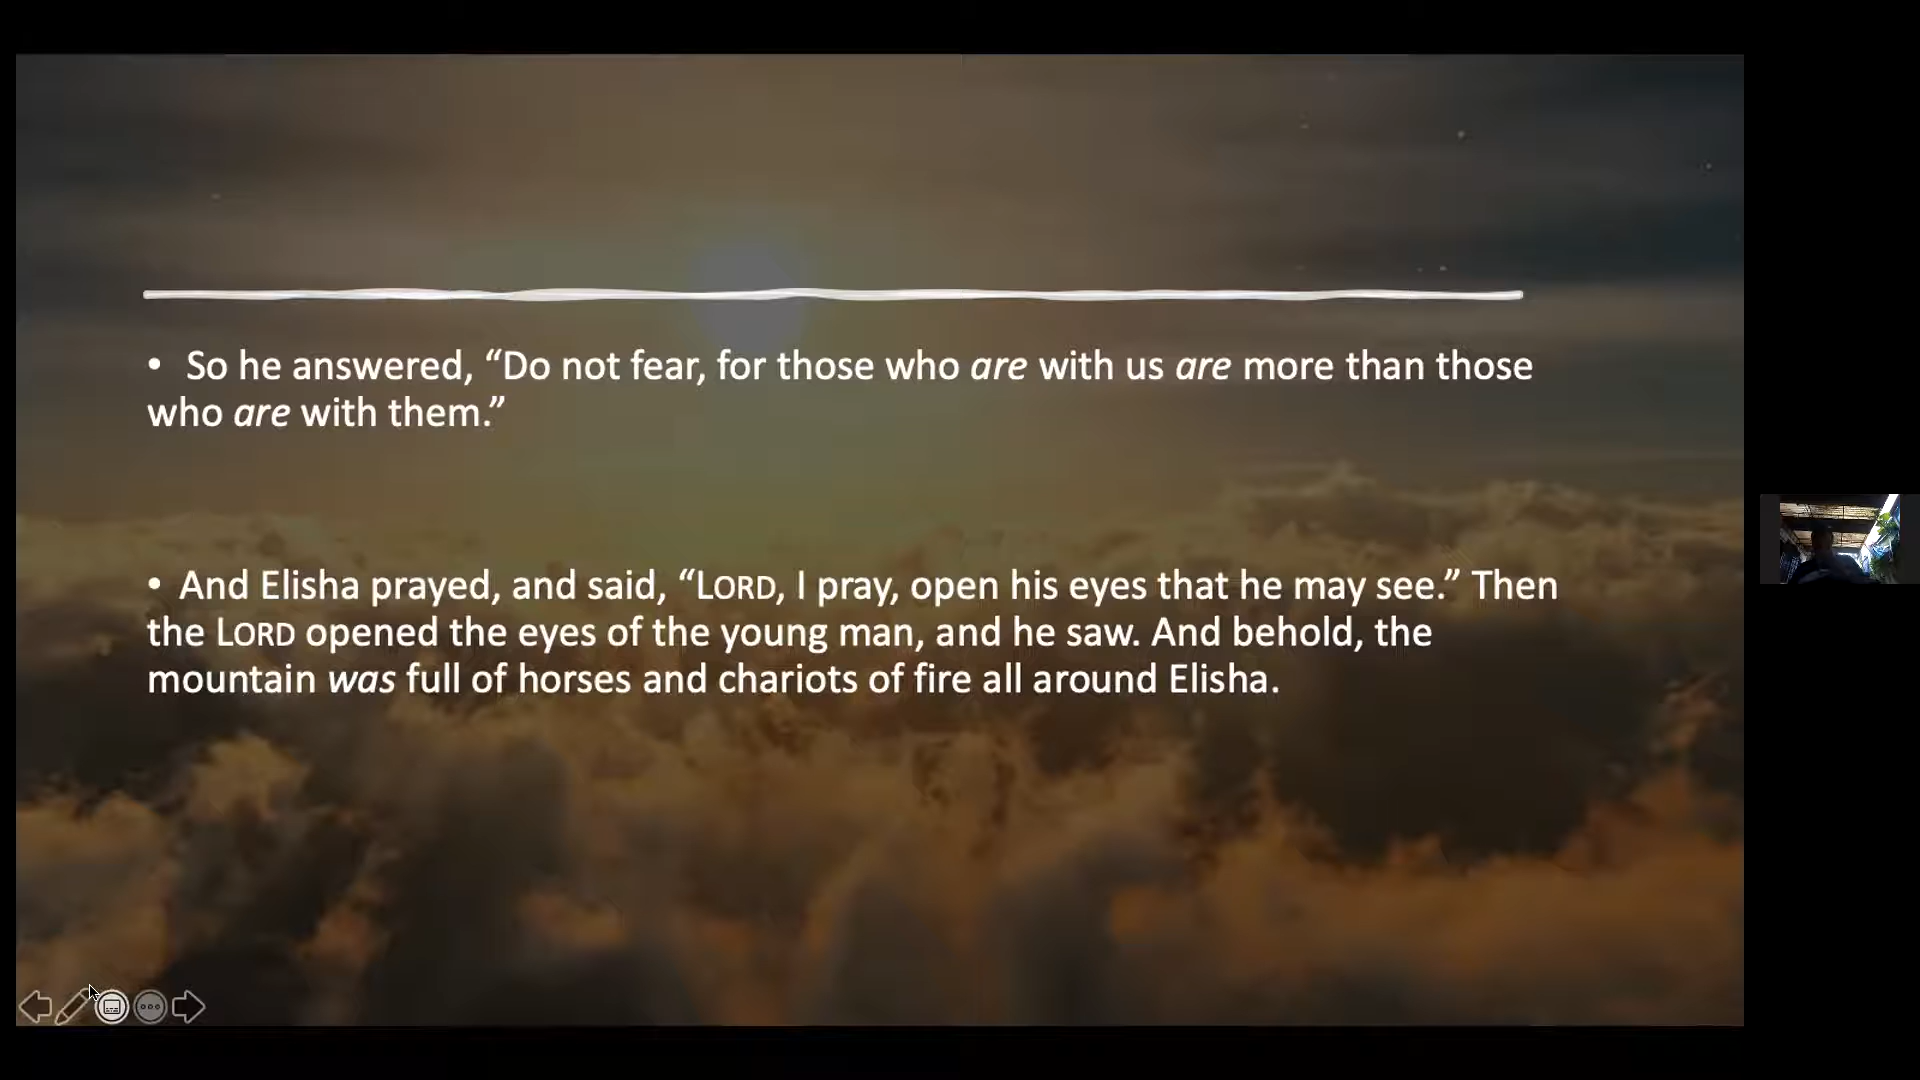 • So he answered, “Do not fear, for those who are with us are more than those
who are with them.”
• And Elisha prayed, and said, “LORD, I pray, open his eyes that he may see.” Then
the LORD opened the eyes of the young man, and he saw. And behold, the
mountain was full of horses and chariots of fire all around Elisha.